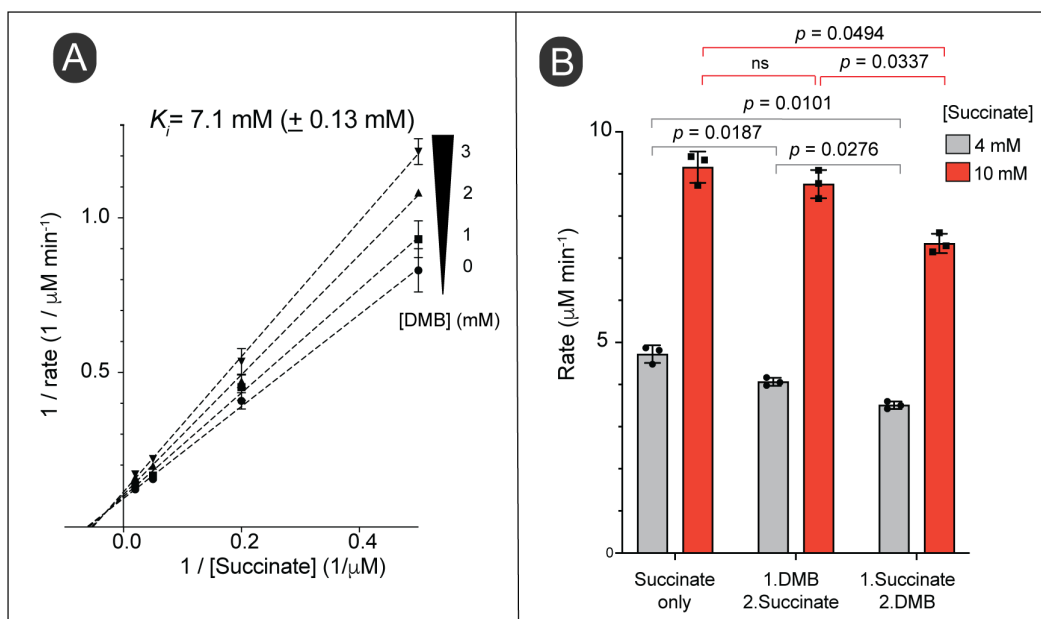 A
K_i= 7.1 mM (± 0.13 mM)
3
2
1
0
[DMB] (mM)
1.0
0.5
0.0
0.2
0.4
1 / rate (1 / µM min⁻¹)
1 / [Succinate] (1/µM)
B
p = 0.0494
ns
p = 0.0337
p = 0.0101
p = 0.0187
p = 0.0276
[Succinate]
4 mM
10 mM
10
5
0
Rate (µM min⁻¹)
Succinate
only
1.DMB
2.Succinate
1.Succinate
2.DMB